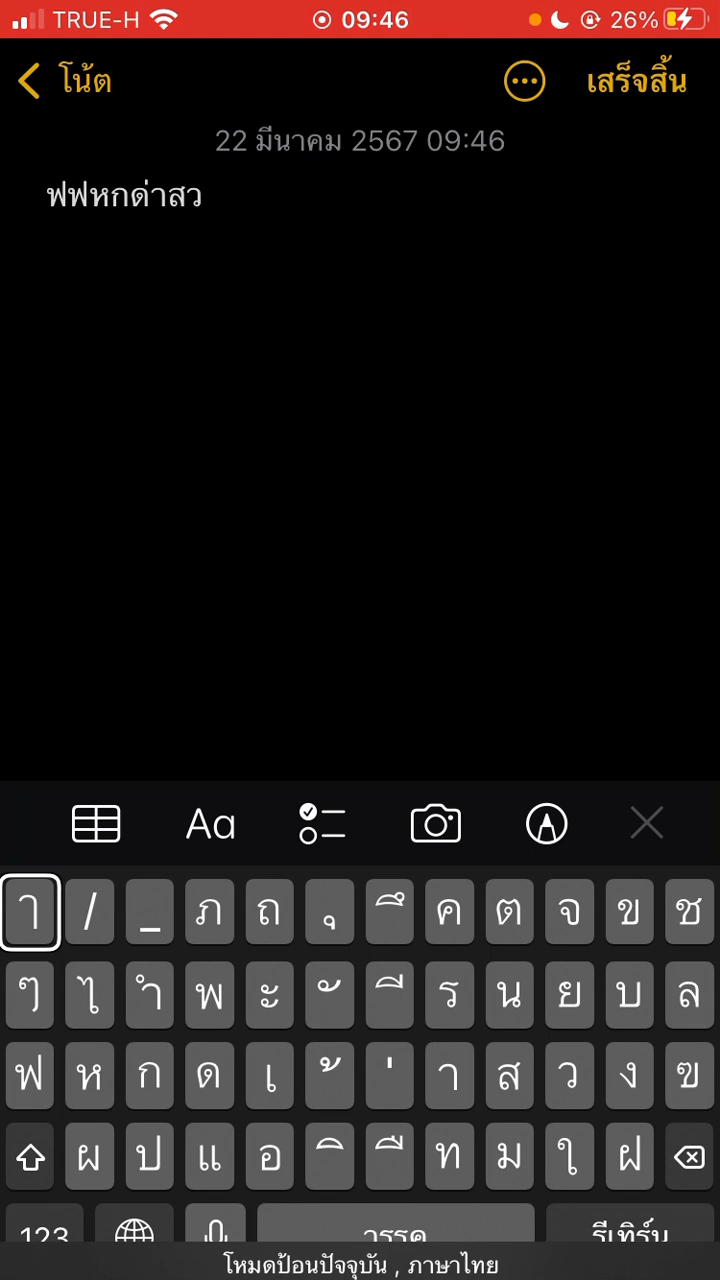 TRUE-H 09:46 26%
โน้ต เสร็จสิ้น
22 มีนาคม 2567 09:46
ฟฟหกด่าสว
Aa
ๅ / _ ภ ถ ุ ึ ค ต จ ข ช
ๆ ไ ำ พ ะ ั ี ร น ย บ ล
ฟ ห ก ด เ ้ ่ า ส ว ง ฃ
ผ ป แ อ ิ ื ท ม ใ ฝ
123 วรรค รีเทิร์น
โหมดป้อนปัจจุบัน , ภาษาไทย